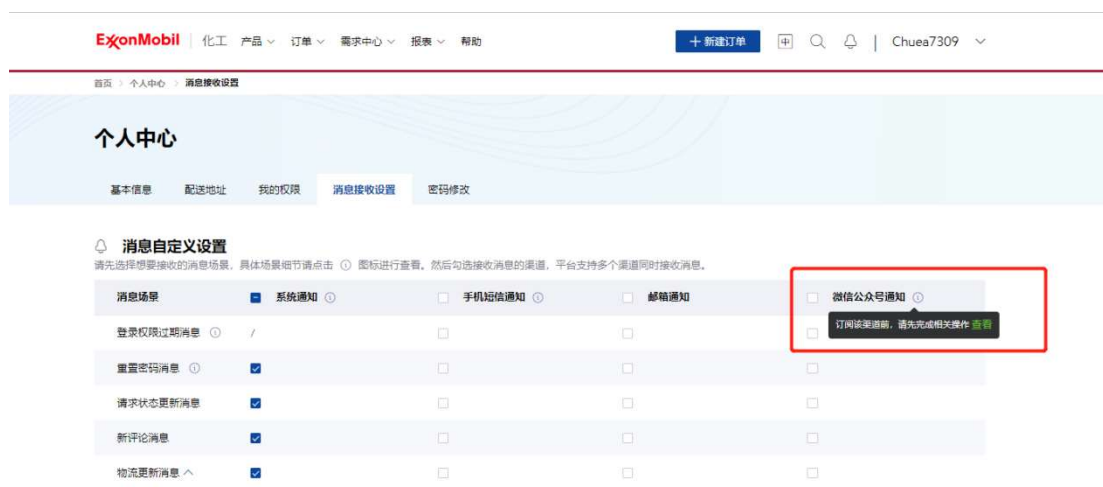 ExxonMobil 化工 产品 订单 需求中心 报表 帮助 + 新建订单 中 Chuea7309
首页 > 个人中心 > 消息接收设置
个人中心
基本信息 配送地址 我的权限 消息接收设置 密码修改
消息自定义设置
请先选择想要接收的消息场景,具体场景细节请点击 ⓘ 图标进行查看。然后勾选接收消息的渠道,平台支持多个渠道同时接收消息。
消息场景 系统通知 手机短信通知 邮箱通知 微信公众号通知
订阅该渠道前,请先完成相关操作 查看
登录权限过期消息 /
重置密码消息
请求状态更新消息
新评论消息
物流更新消息